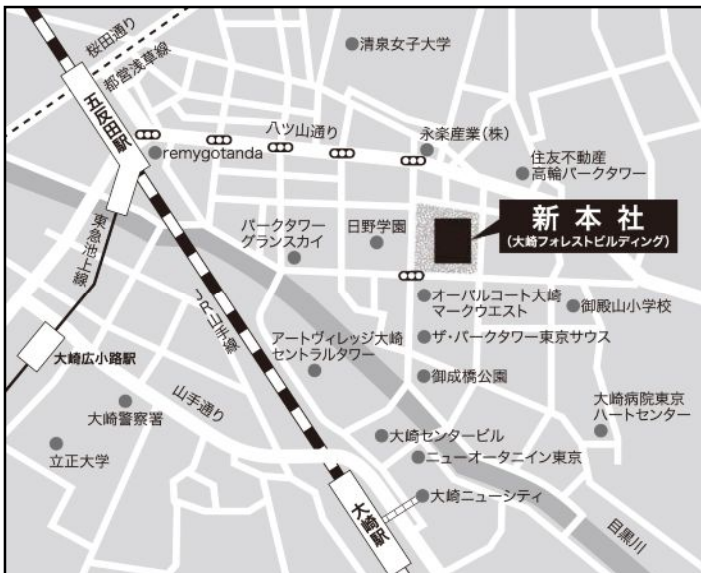 桜田通り
都営浅草線
清泉女子大学
五反田駅
八ツ山通り
永楽産業(株)
remygotanda
住友不動産
高輪パークタワー
新本社
(大崎フォレストビルディング)
パークタワー
グランスカイ
日野学園
東急池上線
JR山手線
オーバルコート大崎
マークウエスト
御殿山小学校
アートヴィレッジ大崎
セントラルタワー
ザ・パークタワー東京サウス
大崎広小路駅
御成橋公園
山手通り
大崎病院東京
ハートセンター
大崎警察署
大崎センタービル
立正大学
ニューオータニイン東京
大崎ニューシティ
大崎駅
目黒川